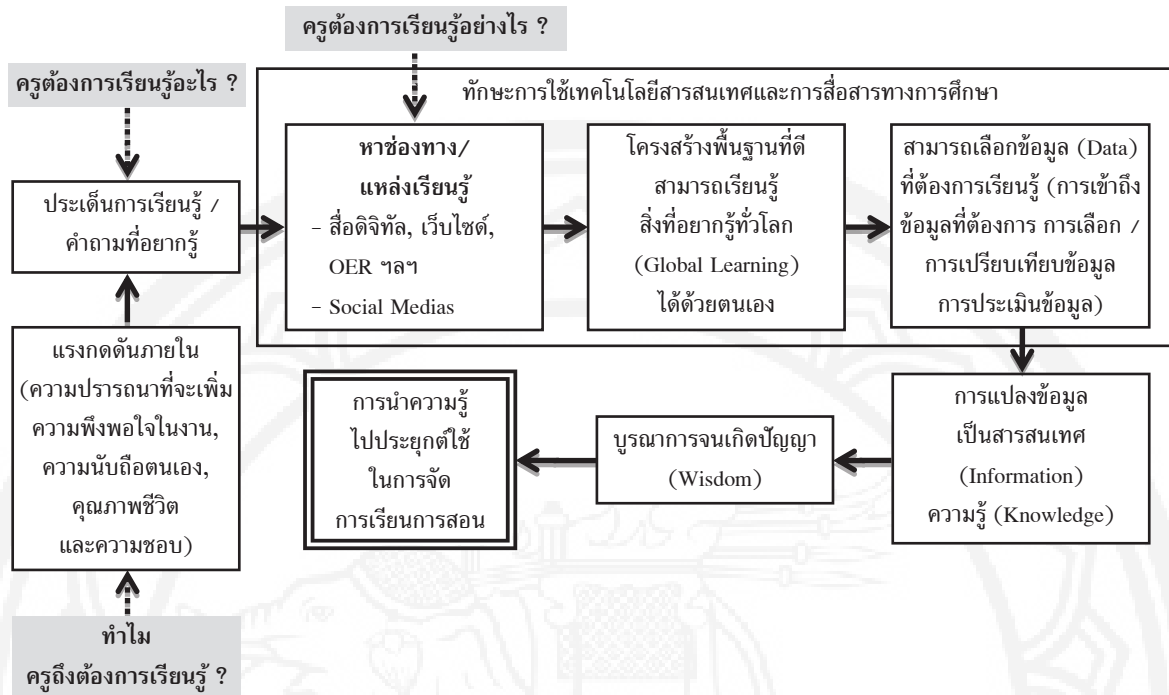 ครูต้องการเรียนรู้อย่างไร ?
ครูต้องการเรียนรู้อะไร ?
ทักษะการใช้เทคโนโลยีสารสนเทศและการสื่อสารทางการศึกษา
ประเด็นการเรียนรู้ /
คำถามที่อยากรู้
หาช่องทาง/
แหล่งเรียนรู้
- สื่อดิจิทัล, เว็บไซต์,
OER ฯลฯ
- Social Medias
โครงสร้างพื้นฐานที่ดี
สามารถเรียนรู้
สิ่งที่อยากรู้ทั่วโลก
(Global Learning)
ได้ด้วยตนเอง
สามารถเลือกข้อมูล (Data)
ที่ต้องการเรียนรู้ (การเข้าถึง
ข้อมูลที่ต้องการ การเลือก /
การเปรียบเทียบข้อมูล
การประเมินข้อมูล)
แรงกดดันภายใน
(ความปรารถนาที่จะเพิ่ม
ความพึงพอใจในงาน,
ความนับถือตนเอง,
คุณภาพชีวิต
และความชอบ)
การนำความรู้
ไปประยุกต์ใช้
ในการจัด
การเรียนการสอน
บูรณาการจนเกิดปัญญา
(Wisdom)
การแปลงข้อมูล
เป็นสารสนเทศ
(Information)
ความรู้ (Knowledge)
ทำไม
ครูถึงต้องการเรียนรู้ ?